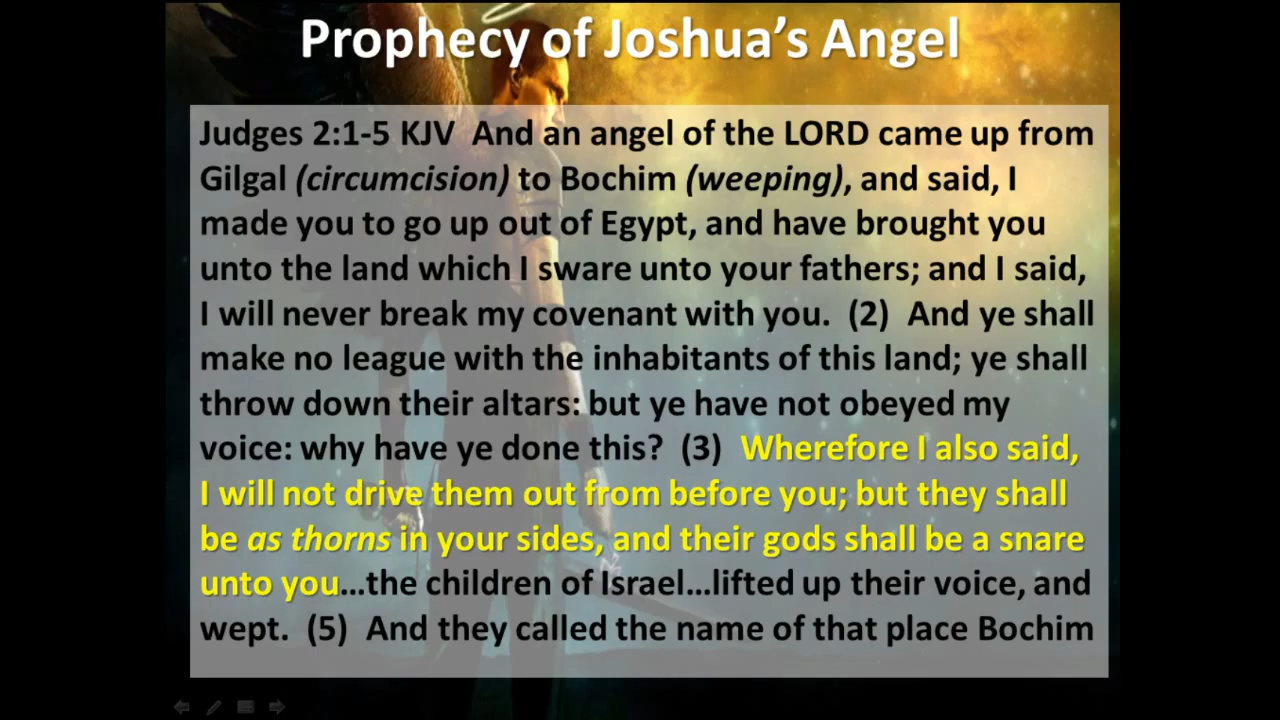 Prophecy of Joshua's Angel
Judges 2:1-5 KJV  And an angel of the LORD came up from
Gilgal (circumcision) to Bochim (weeping), and said, I
made you to go up out of Egypt, and have brought you
unto the land which I sware unto your fathers; and I said,
I will never break my covenant with you.  (2)  And ye shall
make no league with the inhabitants of this land; ye shall
throw down their altars: but ye have not obeyed my
voice: why have ye done this?  (3)  Wherefore I also said,
I will not drive them out from before you; but they shall
be as thorns in your sides, and their gods shall be a snare
unto you…the children of Israel…lifted up their voice, and
wept.  (5)  And they called the name of that place Bochim